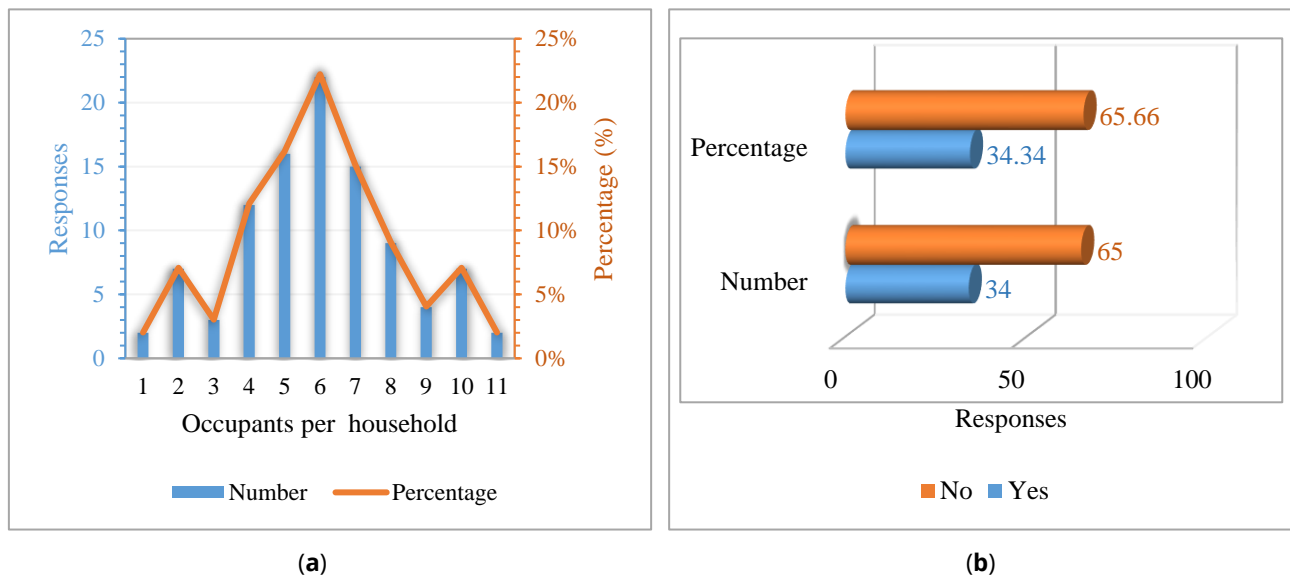 25
20
15
10
5
0
Responses
25%
20%
15%
10%
5%
0%
Percentage (%)
1 2 3 4 5 6 7 8 9 10 11
Occupants per household
Number Percentage
(a)
Percentage
65.66
34.34
Number
65
34
0 50 100
Responses
No Yes
(b)